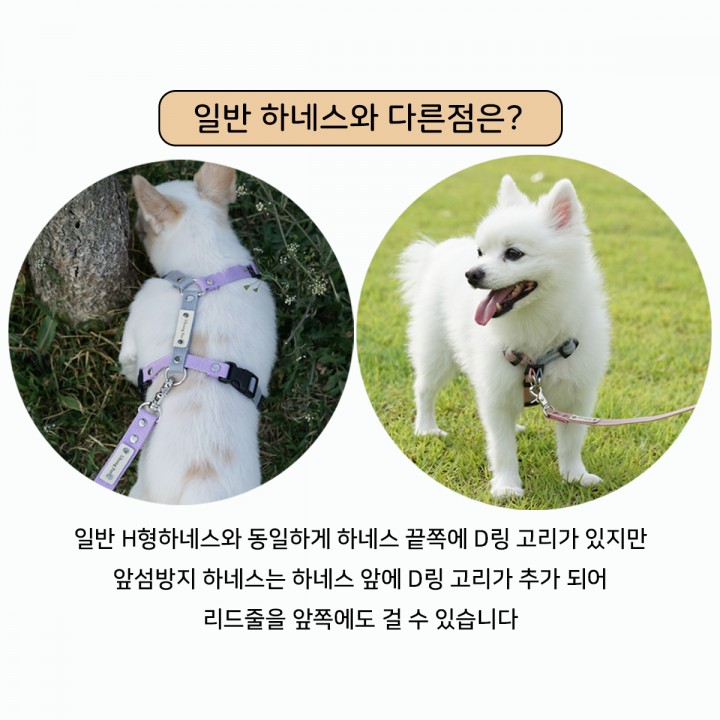 일반 하네스와 다른점은?
일반 H형하네스와 동일하게 하네스 끝쪽에 D링 고리가 있지만
앞섬방지 하네스는 하네스 앞에 D링 고리가 추가 되어
리드줄을 앞쪽에도 걸 수 있습니다